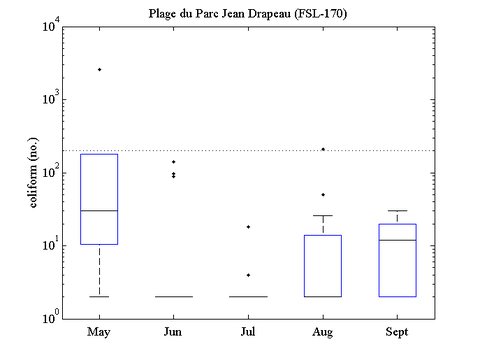 Plage du Parc Jean Drapeau (FSL-170)
10^4
10^3
10^2
10^1
10^0
coliform (no.)
May Jun Jul Aug Sept